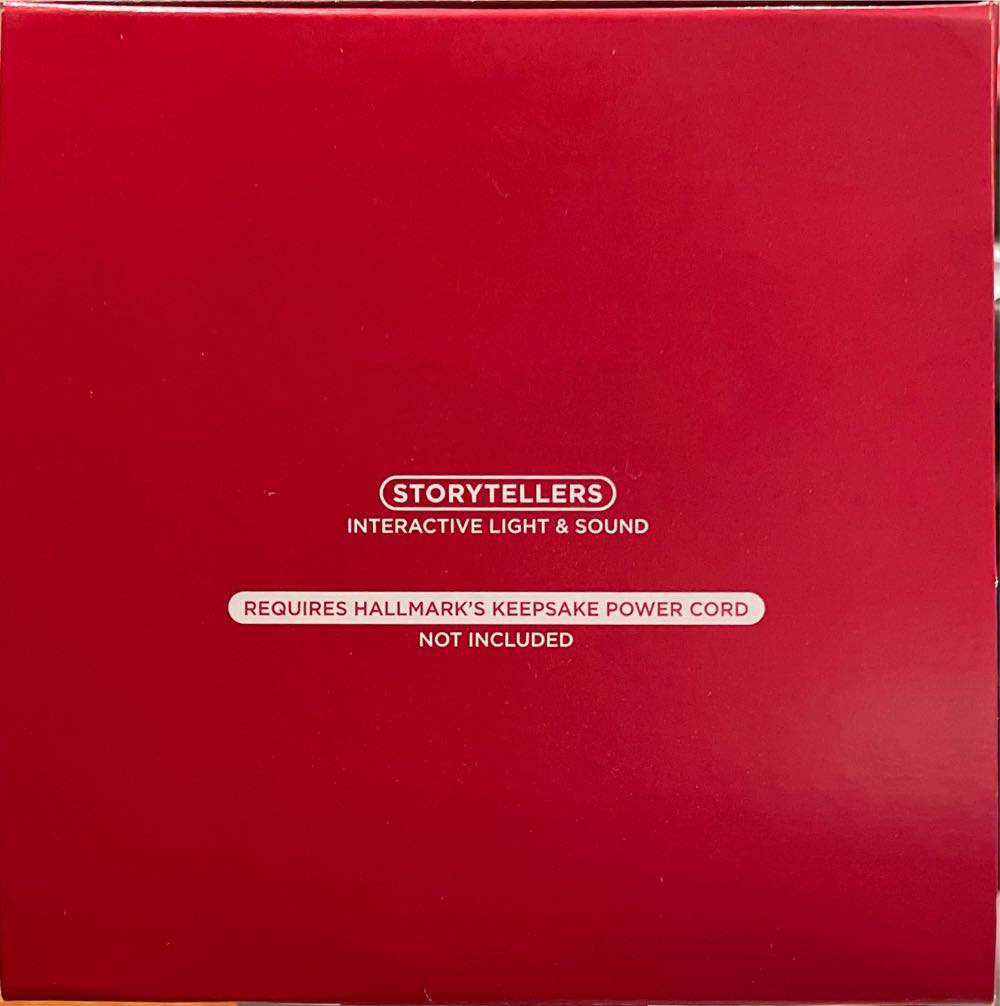 STORYTELLERS
INTERACTIVE LIGHT & SOUND
REQUIRES HALLMARK'S KEEPSAKE POWER CORD
NOT INCLUDED